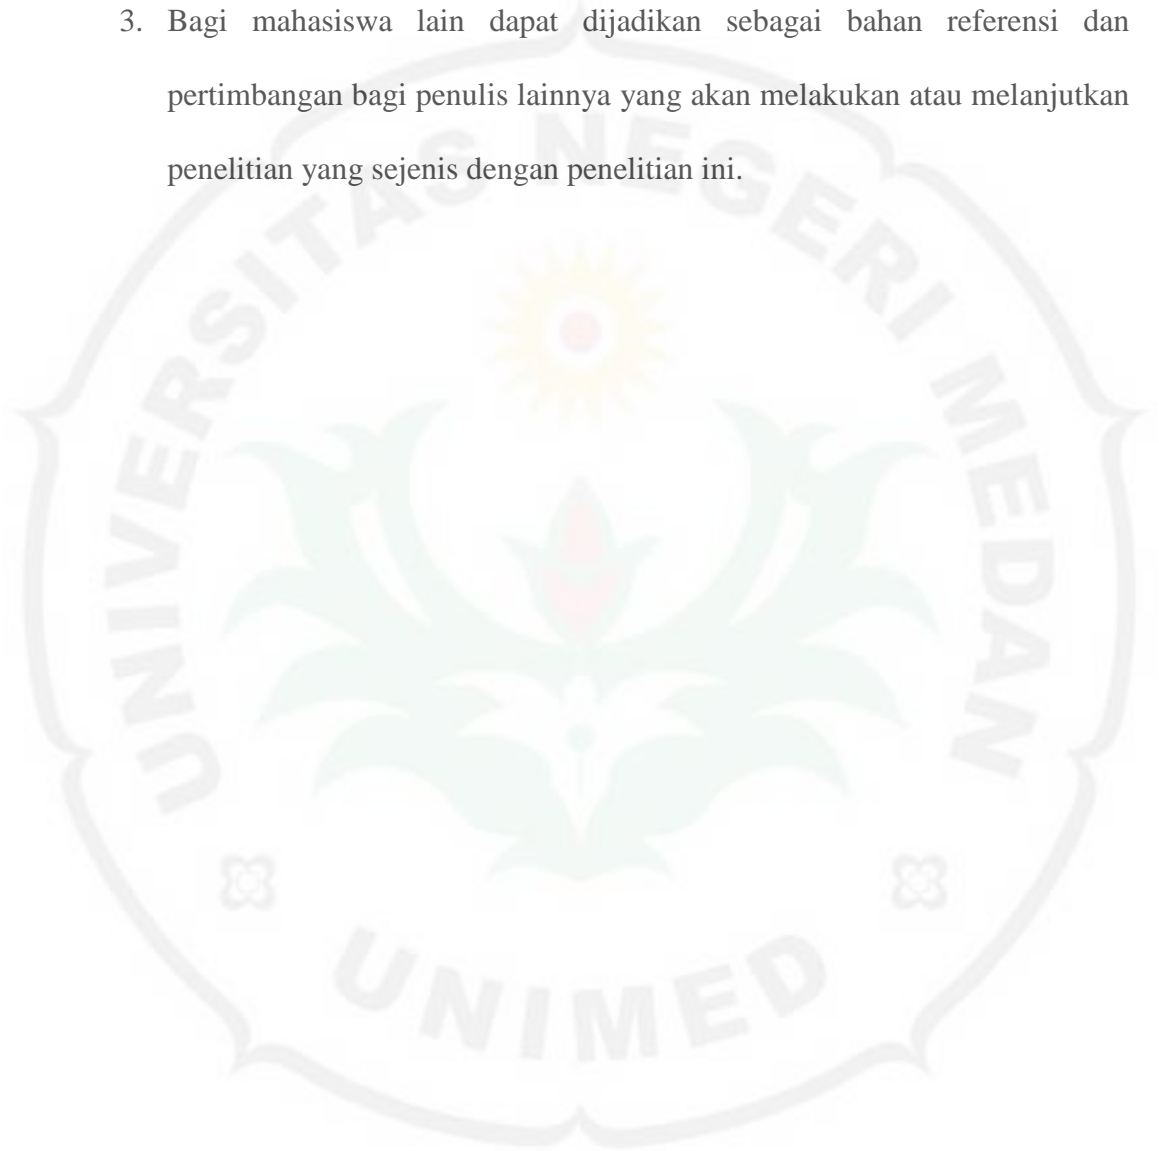 3. Bagi mahasiswa lain dapat dijadikan sebagai bahan referensi dan
pertimbangan bagi penulis lainnya yang akan melakukan atau melanjutkan
penelitian yang sejenis dengan penelitian ini.
UNIVERSITAS NEGERI MEDAN
UNIMED